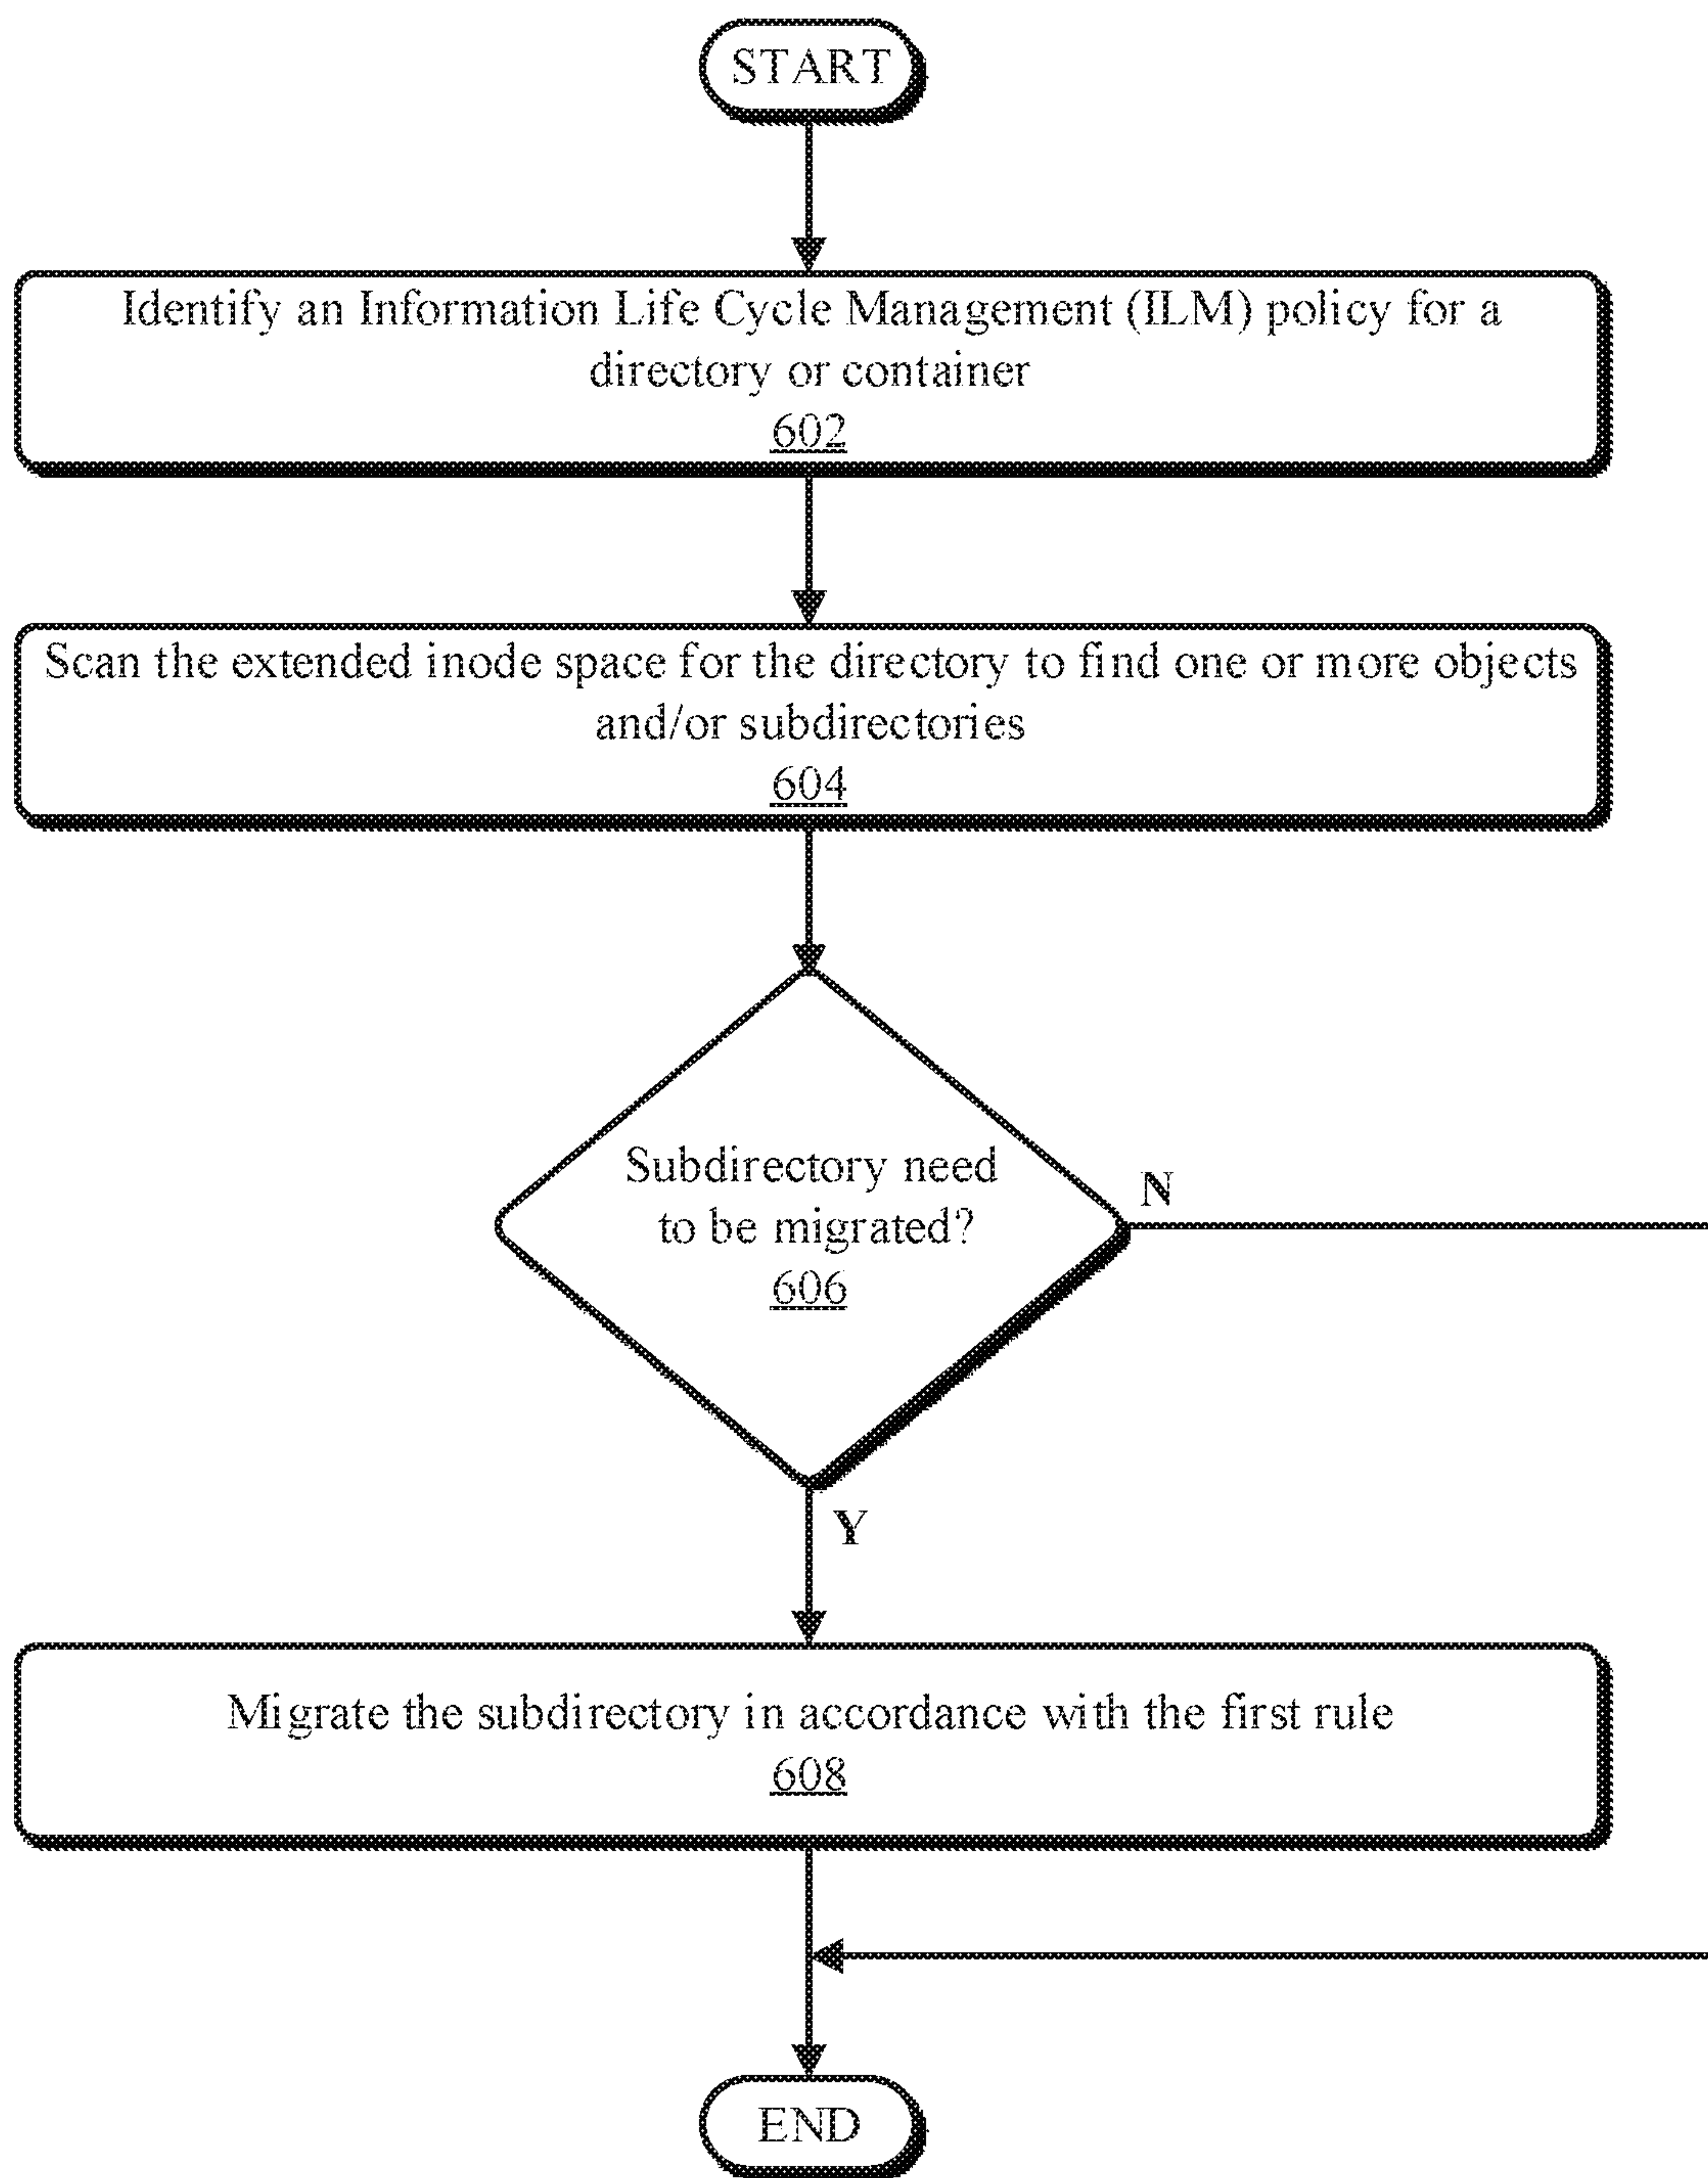 START
Identify an Information Life Cycle Management (ILM) policy for a
directory or container
602
Scan the extended inode space for the directory to find one or more objects
and/or subdirectories
604
Subdirectory need
to be migrated?
606
N
Y
Migrate the subdirectory in accordance with the first rule
608
END